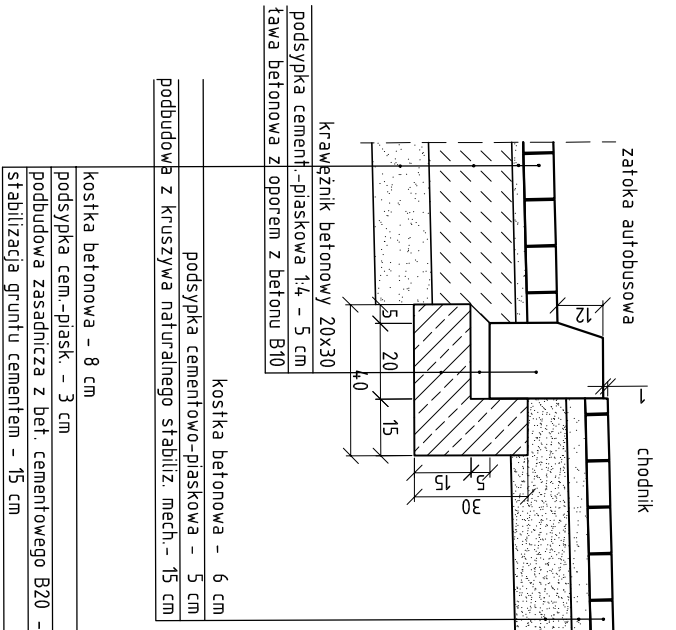 zatoka autobusowa
chodnik
12
1
5
20
15
40
15
5
30
krawężnik betonowy 20x30
podsypka cement.-piaskowa 1:4 - 5 cm
ława betonowa z oporem z betonu B10
kostka betonowa - 6 cm
podsypka cementowo-piaskowa - 5 cm
podbudowa z kruszywa naturalnego stabiliz. mech.- 15 cm
kostka betonowa - 8 cm
podsypka cem.-piask. - 3 cm
podbudowa zasadnicza z bet. cementowego B20 -
stabilizacja gruntu cementem - 15 cm